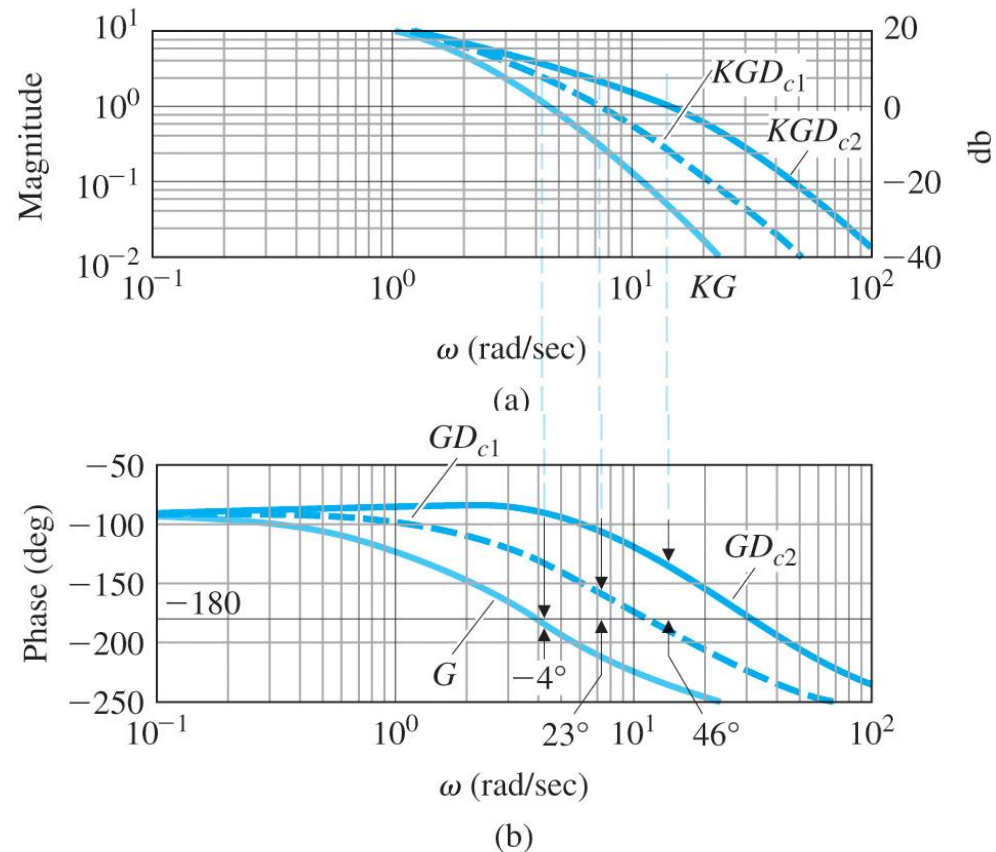 10^1
10^0
10^-1
10^-2
Magnitude
20
0
−20
−40
db
KGD_c1
KGD_c2
10^-1
10^0
10^1
KG
10^2
ω (rad/sec)
(a)
GD_c1
−50
−100
−150
−180
−200
−250
Phase (deg)
GD_c2
G
−4°
10^-1
10^0
23°
10^1
46°
10^2
ω (rad/sec)
(b)